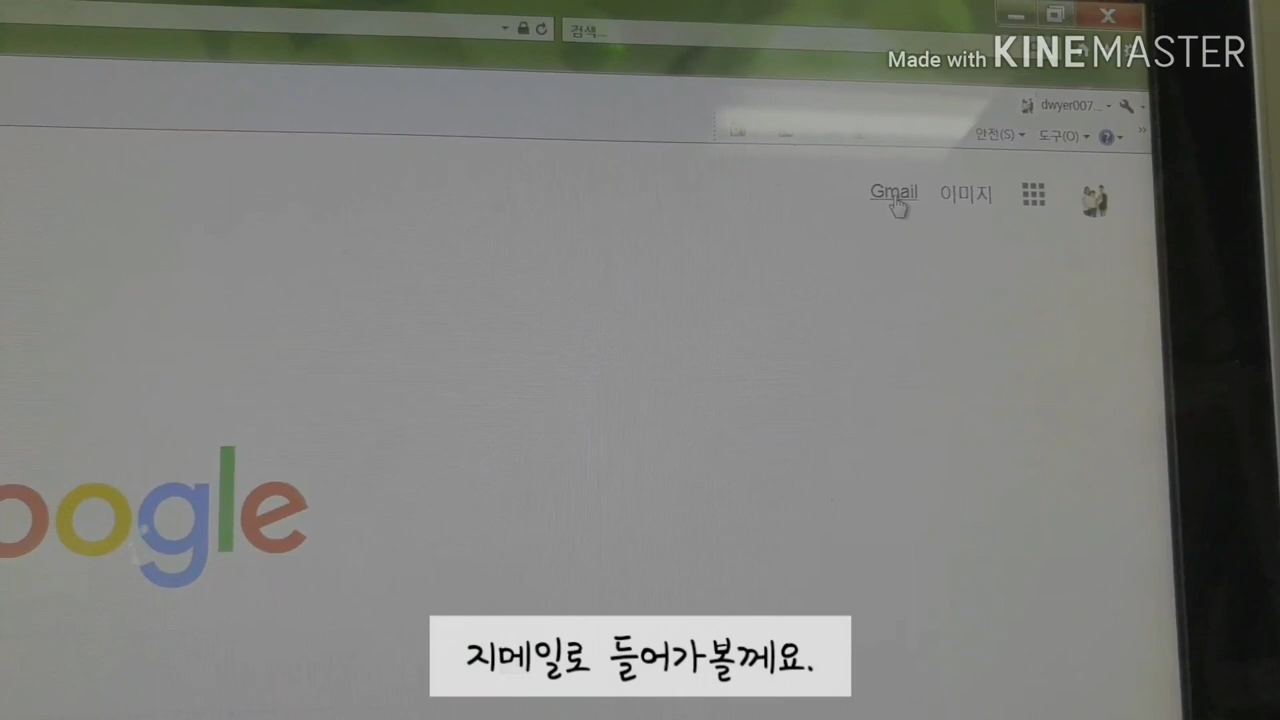 검색...
Made with KINEMASTER
dwyer007...
안전(S) 도구(O)
Gmail 이미지
oogle
지메일로 들어가볼께요.